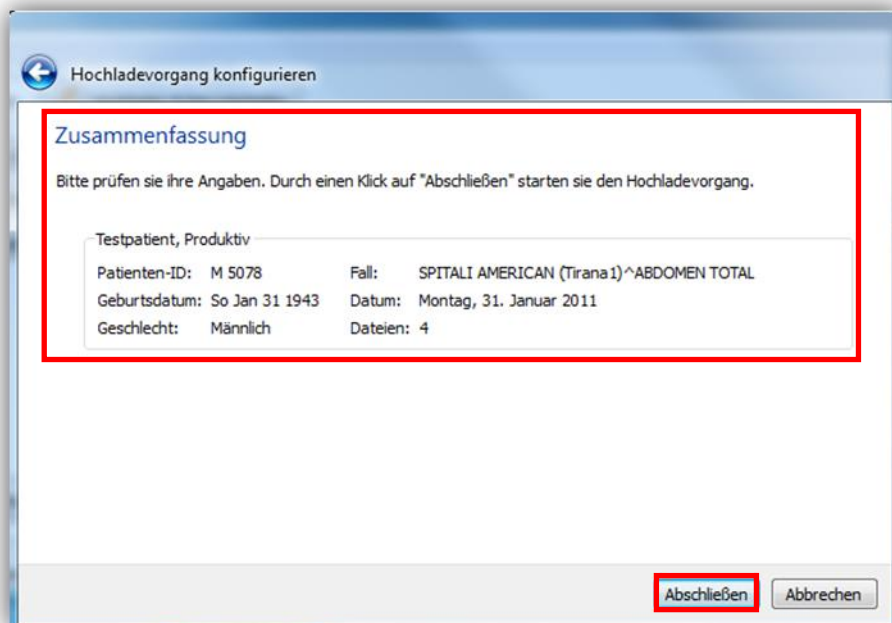 Hochladevorgang konfigurieren
Zusammenfassung
Bitte prüfen sie ihre Angaben. Durch einen Klick auf "Abschließen" starten sie den Hochladevorgang.
Testpatient, Produktiv
Patienten-ID: M 5078 Fall: SPITALI AMERICAN (Tirana1)^ABDOMEN TOTAL
Geburtsdatum: So Jan 31 1943 Datum: Montag, 31. Januar 2011
Geschlecht: Männlich Dateien: 4
Abschließen Abbrechen